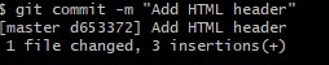 $ git commit -m "Add HTML header"
[master d653372] Add HTML header
1 file changed, 3 insertions(+)